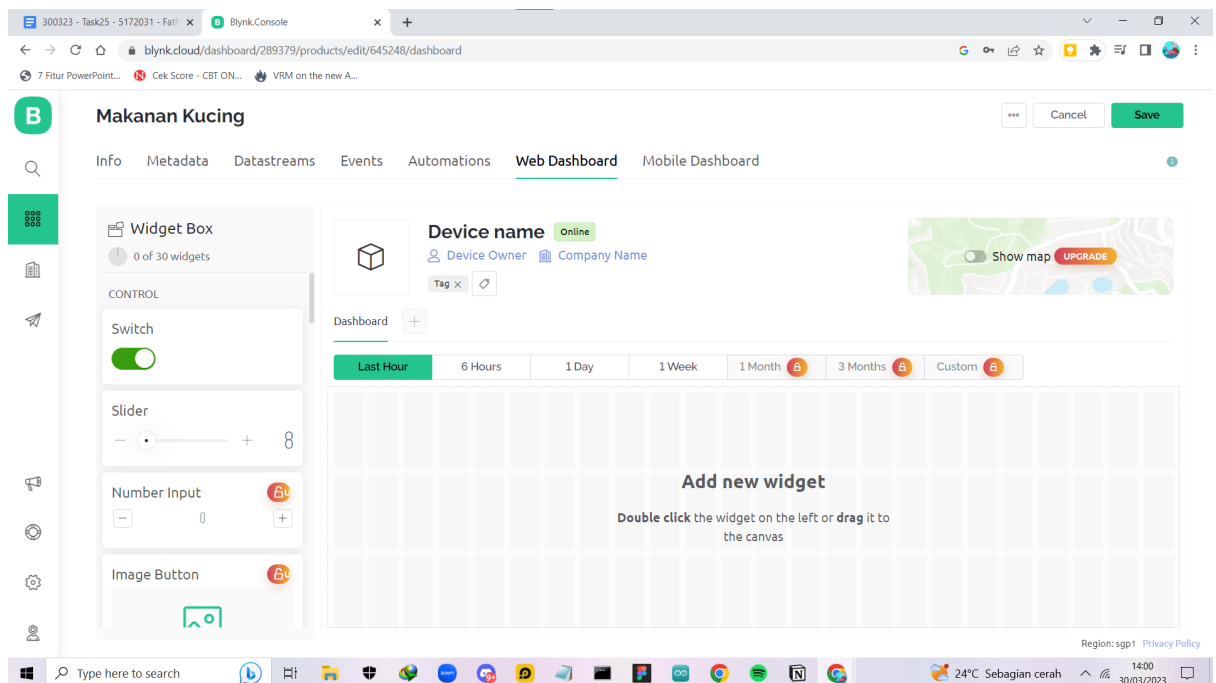 300323 - Task25 - 5172031 - Fath
Blynk.Console
blynk.cloud/dashboard/289379/products/edit/645248/dashboard
7 Fitur PowerPoint...
Cek Score - CBT ON...
VRM on the new A...
B
Makanan Kucing
Cancel
Save
Info
Metadata
Datastreams
Events
Automations
Web Dashboard
Mobile Dashboard
Widget Box
0 of 30 widgets
CONTROL
Switch
Slider
8
Number Input
0
Image Button
Device name
Online
Device Owner
Company Name
Tag
Show map
UPGRADE
Dashboard
Last Hour
6 Hours
1 Day
1 Week
1 Month
3 Months
Custom
Add new widget
Double click the widget on the left or drag it to
the canvas
Region: sgp1 Privacy Policy
Type here to search
zoom
24°C Sebagian cerah
14:00
30/03/2023